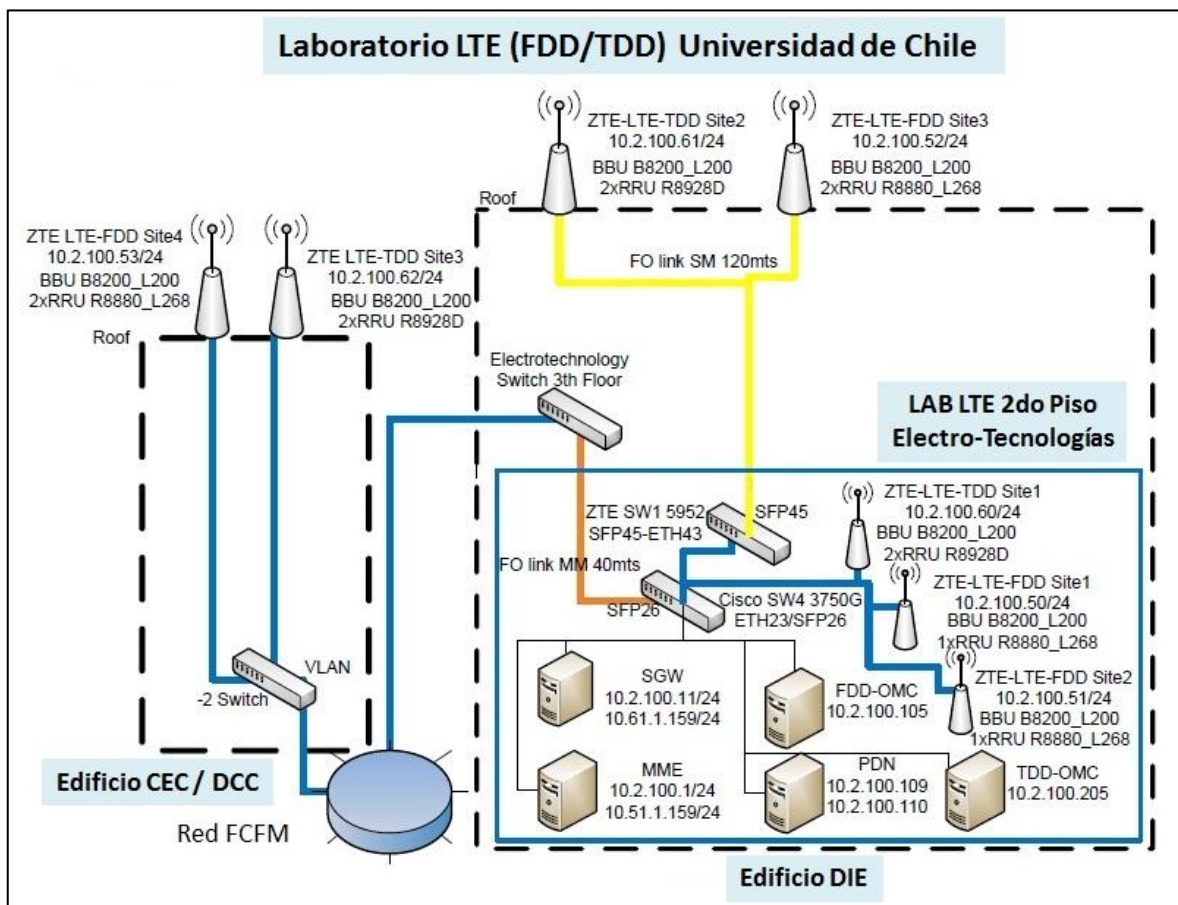 Laboratorio LTE (FDD/TDD) Universidad de Chile
ZTE-LTE-TDD Site2
10.2.100.61/24
BBU B8200_L200
2xRRU R8928D
ZTE-LTE-FDD Site3
10.2.100.52/24
BBU B8200_L200
2xRRU R8880_L268
Roof
FO link SM 120mts
ZTE LTE-FDD Site4
10.2.100.53/24
BBU B8200_L200
2xRRU R8880_L268
ZTE LTE-TDD Site3
10.2.100.62/24
BBU B8200_L200
2xRRU R8928D
Roof
Electrotechnology
Switch 3th Floor
LAB LTE 2do Piso
Electro-Tecnologías
ZTE SW1 5952
SFP45-ETH43
SFP45
ZTE-LTE-TDD Site1
10.2.100.60/24
BBU B8200_L200
2xRRU R8928D
FO link MM 40mts
SFP26
Cisco SW4 3750G
ETH23/SFP26
ZTE-LTE-FDD Site1
10.2.100.50/24
BBU B8200_L200
1xRRU R8880_L268
ZTE-LTE-FDD Site2
10.2.100.51/24
BBU B8200_L200
1xRRU R8880_L268
VLAN
-2 Switch
SGW
10.2.100.11/24
10.61.1.159/24
FDD-OMC
10.2.100.105
MME
10.2.100.1/24
10.51.1.159/24
PDN
10.2.100.109
10.2.100.110
TDD-OMC
10.2.100.205
Edificio CEC / DCC
Red FCFM
Edificio DIE